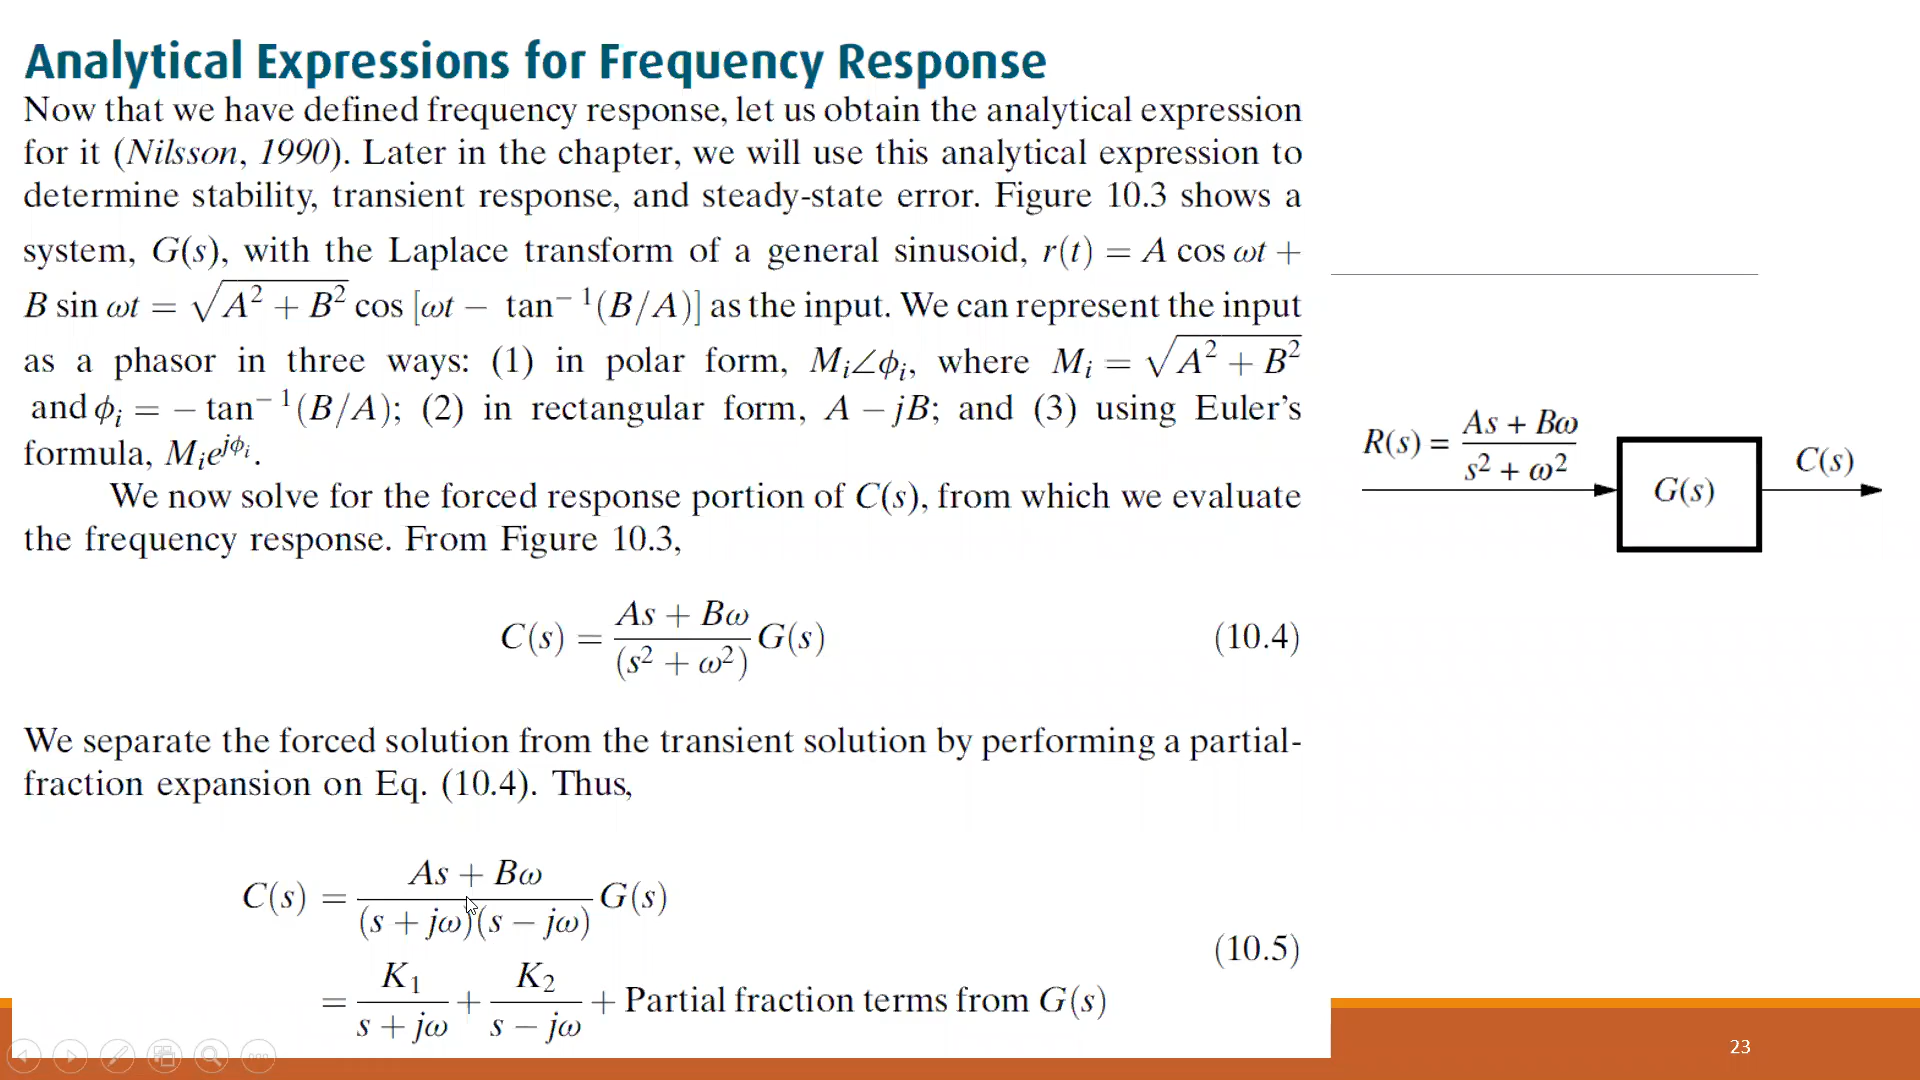 Analytical Expressions for Frequency Response
Now that we have defined frequency response, let us obtain the analytical expression
for it (Nilsson, 1990). Later in the chapter, we will use this analytical expression to
determine stability, transient response, and steady-state error. Figure 10.3 shows a
system, G(s), with the Laplace transform of a general sinusoid, r(t) = A cos ωt +
B sin ωt = √(A² + B²) cos [ωt − tan⁻¹(B/A)] as the input. We can represent the input
as a phasor in three ways: (1) in polar form, Mᵢ∠ϕᵢ, where Mᵢ = √(A² + B²)
and ϕᵢ = − tan⁻¹(B/A); (2) in rectangular form, A − jB; and (3) using Euler’s
formula, Mᵢe^{jϕᵢ}.
We now solve for the forced response portion of C(s), from which we evaluate
the frequency response. From Figure 10.3,
C(s) = (As + Bω)/(s² + ω²) G(s) (10.4)
We separate the forced solution from the transient solution by performing a partial-
fraction expansion on Eq. (10.4). Thus,
C(s) = (As + Bω)/((s + jω)(s − jω)) G(s)
= K₁/(s + jω) + K₂/(s − jω) + Partial fraction terms from G(s) (10.5)
R(s) = (As + Bω)/(s² + ω²)
G(s)
C(s)
23